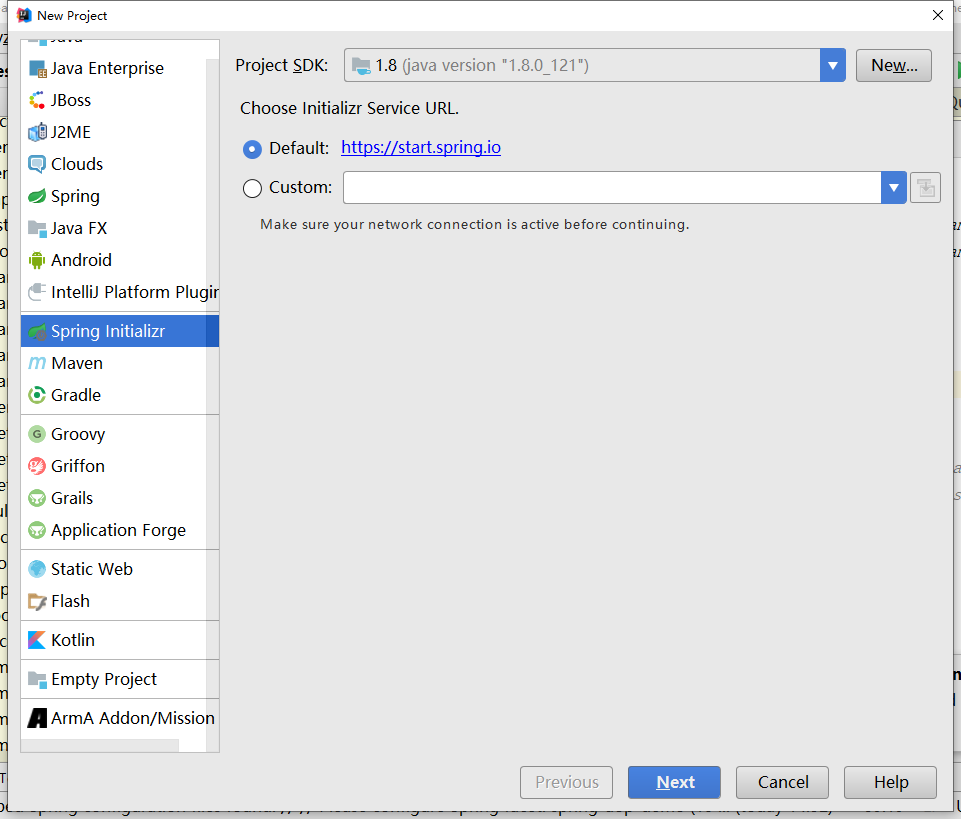 New Project
Java
Java Enterprise
JBoss
J2ME
Clouds
Spring
Java FX
Android
IntelliJ Platform Plugin
Spring Initializr
Maven
Gradle
Groovy
Griffon
Grails
Application Forge
Static Web
Flash
Kotlin
Empty Project
ArmA Addon/Mission
Project SDK: 1.8 (java version "1.8.0_121") New...
Choose Initializr Service URL.
Default: https://start.spring.io
Custom:
Make sure your network connection is active before continuing.
Previous Next Cancel Help